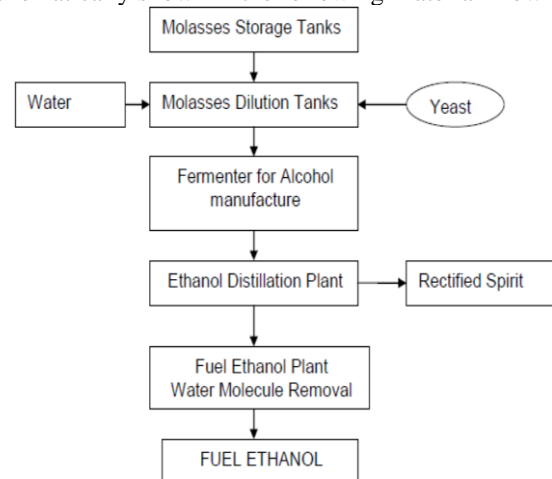 Molasses Storage Tanks
Water
Molasses Dilution Tanks
Yeast
Fermenter for Alcohol
manufacture
Ethanol Distillation Plant
Rectified Spirit
Fuel Ethanol Plant
Water Molecule Removal
FUEL ETHANOL